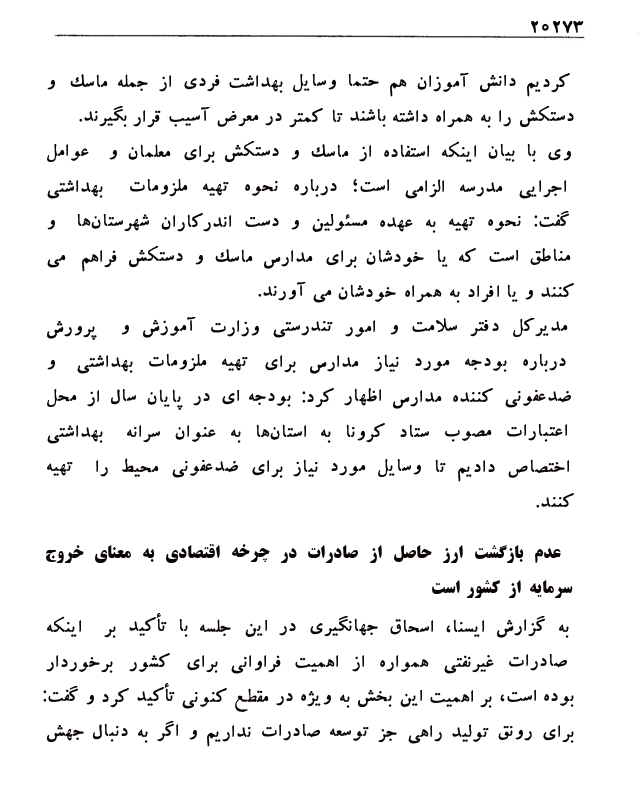 ۲۰۲۷۳
کردیم دانش آموزان هم حتما وسایل بهداشت فردی از جمله ماسك و
دستکش را به همراه داشته باشند تا کمتر در معرض آسیب قرار بگیرند.
وی با بیان اینکه استفاده از ماسك و دستکش برای معلمان و عوامل
اجرایی مدرسه الزامی است؛ درباره نحوه تهیه ملزومات بهداشتی
گفت: نحوه تهیه به عهده مسئولین و دست اندرکاران شهرستان‌ها و
مناطق است که یا خودشان برای مدارس ماسك و دستکش فراهم می
کنند و یا افراد به همراه خودشان می آورند.
مدیرکل دفتر سلامت و امور تندرستی وزارت آموزش و پرورش
درباره بودجه مورد نیاز مدارس برای تهیه ملزومات بهداشتی و
ضدعفونی کننده مدارس اظهار کرد: بودجه ای در پایان سال از محل
اعتبارات مصوب ستاد کرونا به استان‌ها به عنوان سرانه بهداشتی
اختصاص دادیم تا وسایل مورد نیاز برای ضدعفونی محیط را تهیه
کنند.
عدم بازگشت ارز حاصل از صادرات در چرخه اقتصادی به معنای خروج
سرمایه از کشور است
به گزارش ایسنا، اسحاق جهانگیری در این جلسه با تأکید بر اینکه
صادرات غیرنفتی همواره از اهمیت فراوانی برای کشور برخوردار
بوده است، بر اهمیت این بخش به ویژه در مقطع کنونی تأکید کرد و گفت:
برای رونق تولید راهی جز توسعه صادرات نداریم و اگر به دنبال جهش